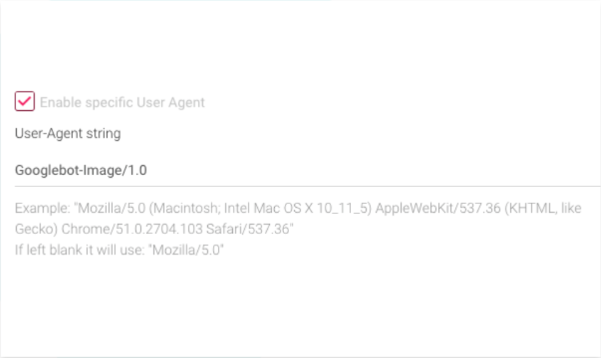 Enable specific User Agent
User-Agent string
Googlebot-Image/1.0
Example: "Mozilla/5.0 (Macintosh; Intel Mac OS X 10_11_5) AppleWebKit/537.36 (KHTML, like
Gecko) Chrome/51.0.2704.103 Safari/537.36"
If left blank it will use: "Mozilla/5.0"